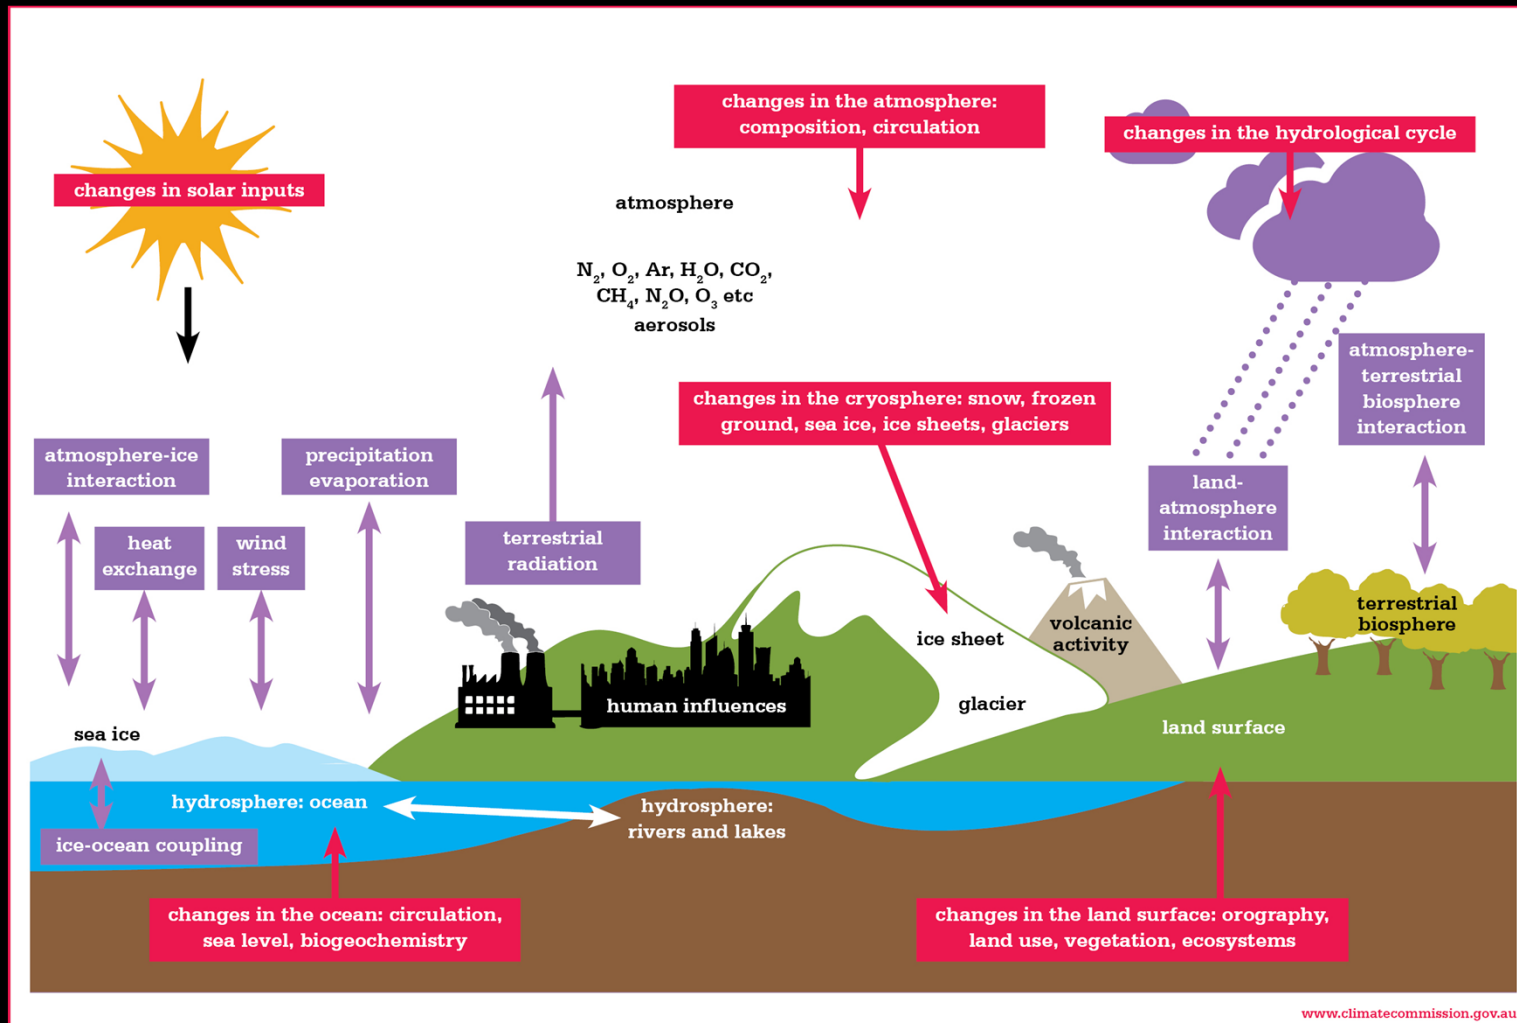 changes in the atmosphere:
composition, circulation
changes in the hydrological cycle
changes in solar inputs
atmosphere
N₂, O₂, Ar, H₂O, CO₂,
CH₄, N₂O, O₃ etc
aerosols
atmosphere-
terrestrial
biosphere
interaction
changes in the cryosphere: snow, frozen
ground, sea ice, ice sheets, glaciers
atmosphere-ice
interaction
precipitation
evaporation
land-
atmosphere
interaction
heat
exchange
wind
stress
terrestrial
radiation
terrestrial
biosphere
volcanic
activity
ice sheet
glacier
human influences
land surface
sea ice
hydrosphere: ocean
hydrosphere:
rivers and lakes
ice-ocean coupling
changes in the ocean: circulation,
sea level, biogeochemistry
changes in the land surface: orography,
land use, vegetation, ecosystems
www.climatecommission.gov.au